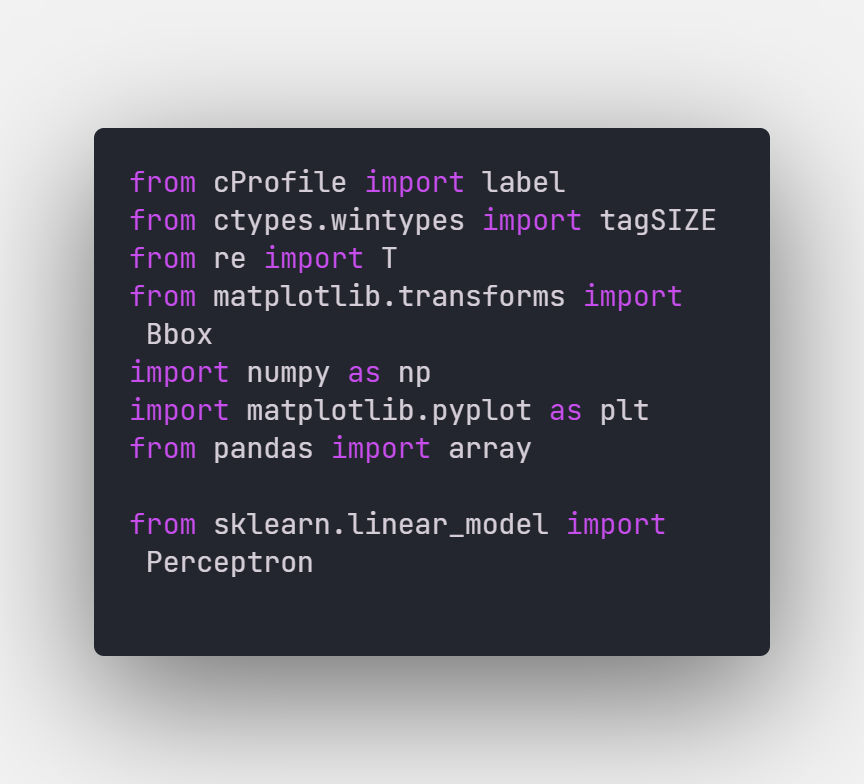 from cProfile import label
from ctypes.wintypes import tagSIZE
from re import T
from matplotlib.transforms import
 Bbox
import numpy as np
import matplotlib.pyplot as plt
from pandas import array

from sklearn.linear_model import
 Perceptron